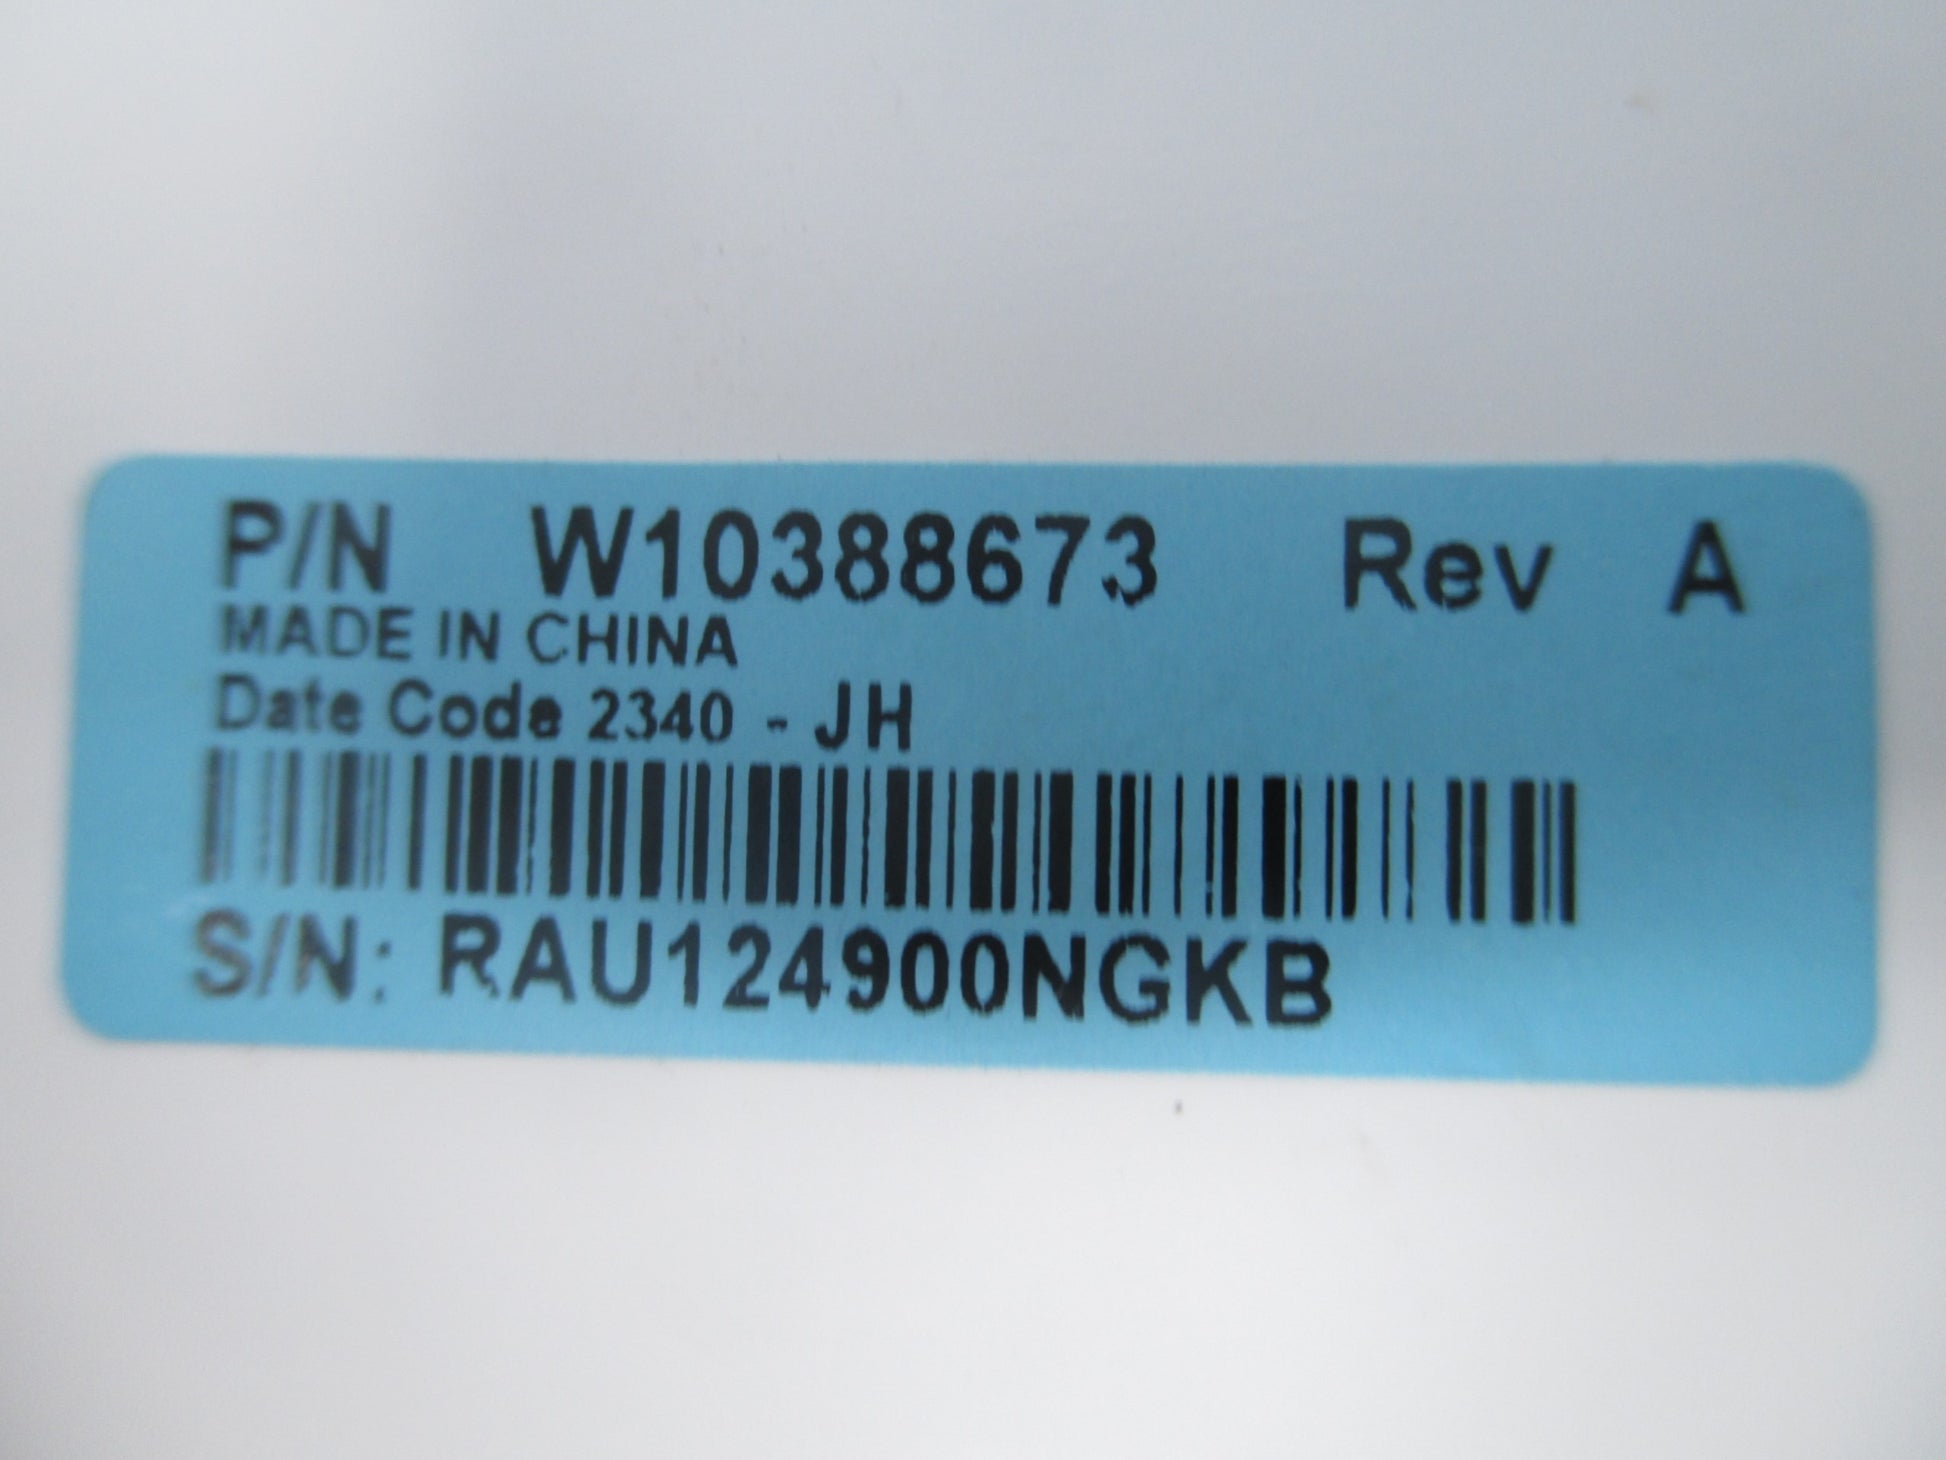 P/N W10388673 Rev A
MADE IN CHINA
Date Code 2340 - JH
S/N: RAU124900NGKB